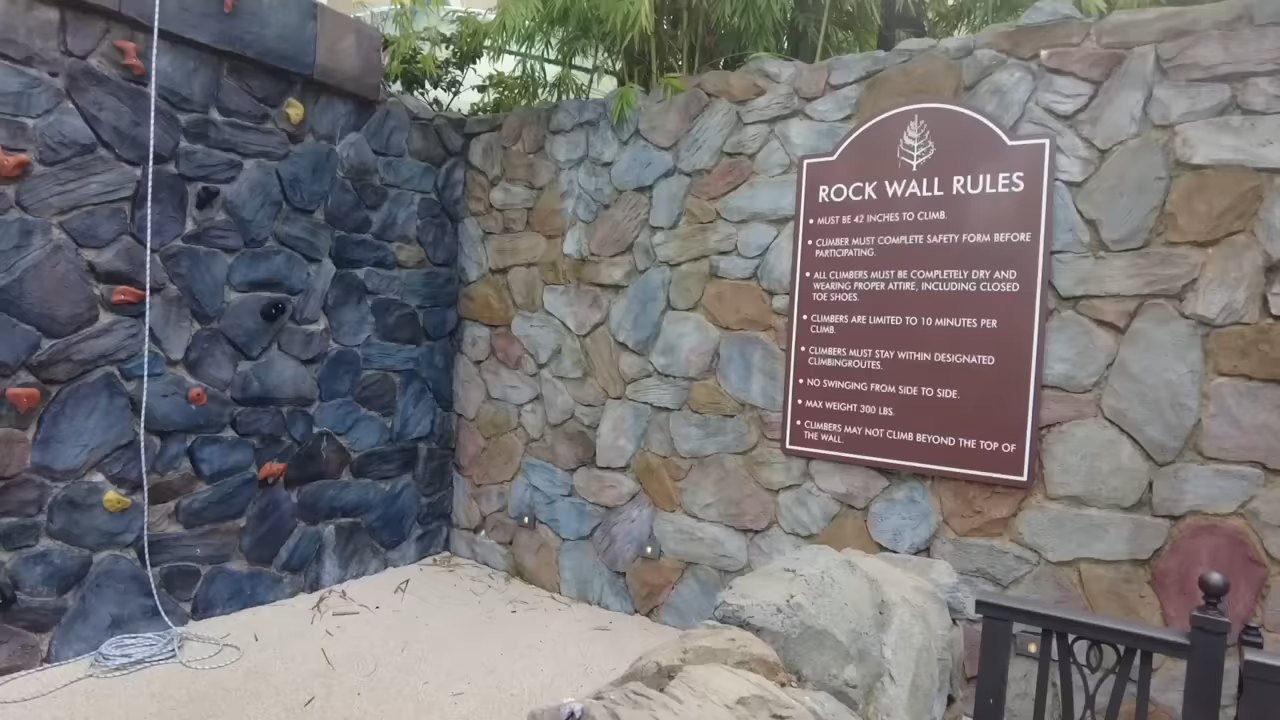 ROCK WALL RULES
• MUST BE 42 INCHES TO CLIMB.
• CLIMBER MUST COMPLETE SAFETY FORM BEFORE
PARTICIPATING.
• ALL CLIMBERS MUST BE COMPLETELY DRY AND
WEARING PROPER ATTIRE, INCLUDING CLOSED
TOE SHOES.
• CLIMBERS ARE LIMITED TO 10 MINUTES PER
CLIMB.
• CLIMBERS MUST STAY WITHIN DESIGNATED
CLIMBINGROUTES.
• NO SWINGING FROM SIDE TO SIDE.
• MAX WEIGHT 300 LBS.
• CLIMBERS MAY NOT CLIMB BEYOND THE TOP OF
THE WALL.